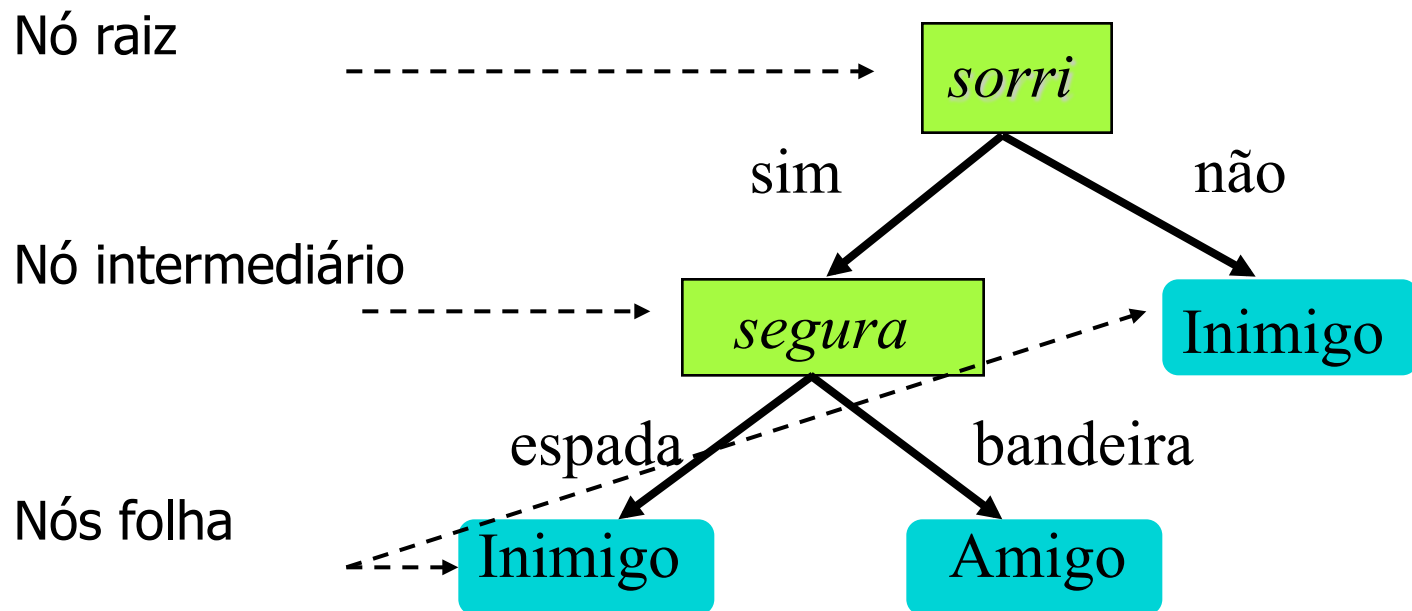 Nó raiz
sorri
sim
não
Nó intermediário
segura
Inimigo
espada
bandeira
Nós folha
Inimigo
Amigo